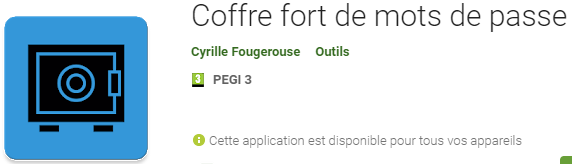 Coffre fort de mots de passe
Cyrille Fougerouse Outils
3 PEGI 3
Cette application est disponible pour tous vos appareils